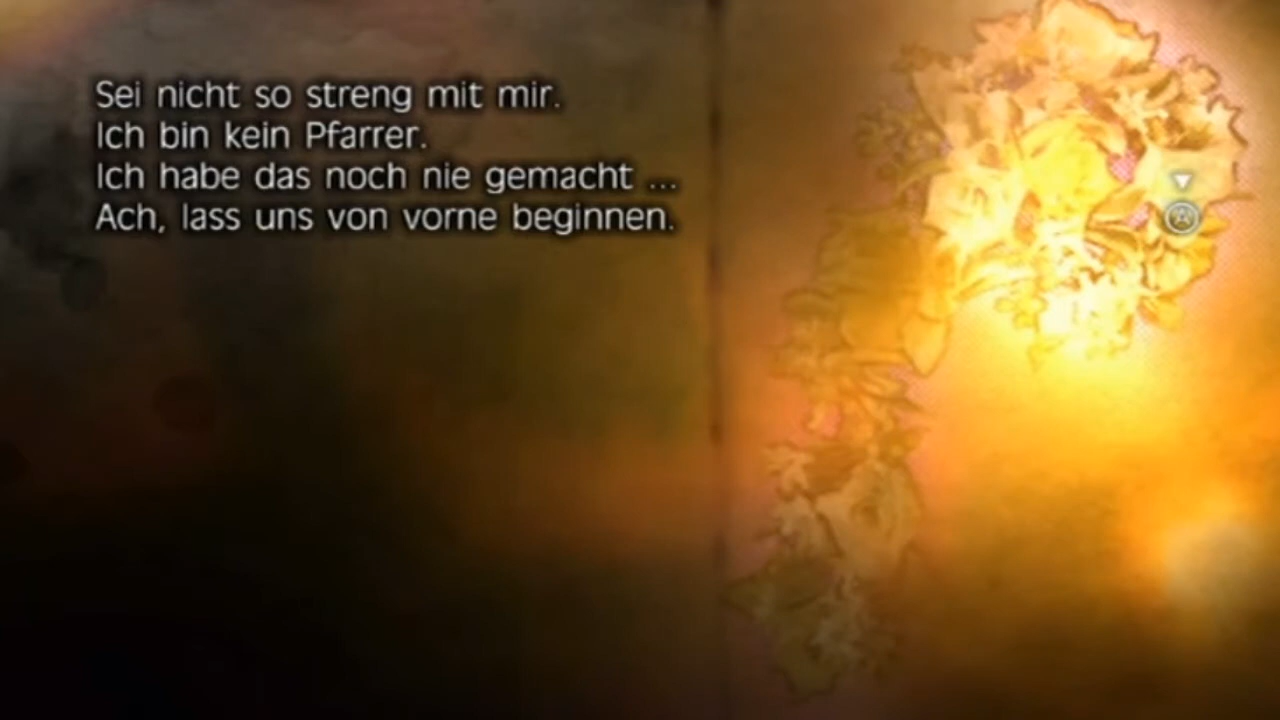 Sei nicht so streng mit mir.
Ich bin kein Pfarrer.
Ich habe das noch nie gemacht ...
Ach, lass uns von vorne beginnen.